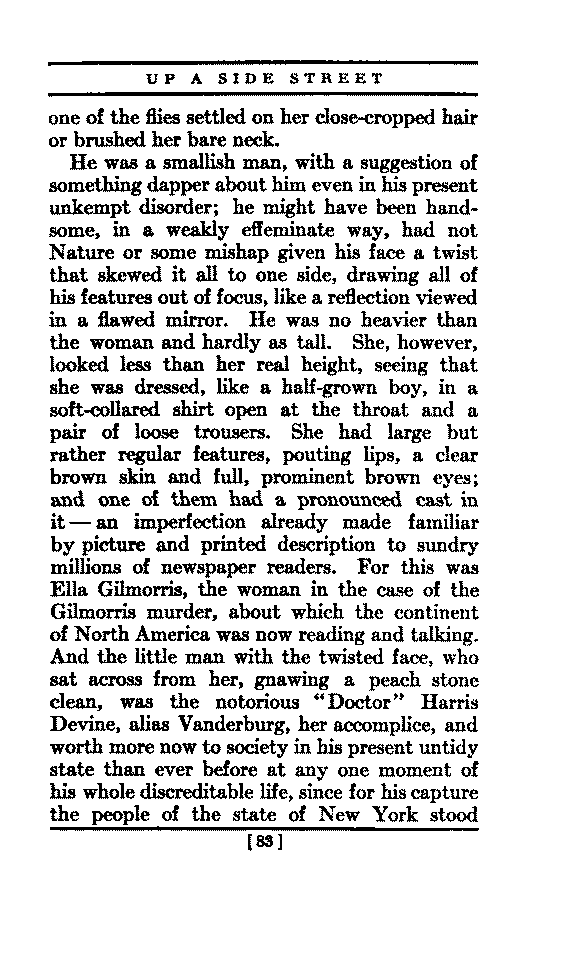 UP A SIDE STREET
one of the flies settled on her close-cropped hair
or brushed her bare neck.
He was a smallish man, with a suggestion of
something dapper about him even in his present
unkempt disorder; he might have been hand-
some, in a weakly effeminate way, had not
Nature or some mishap given his face a twist
that skewed it all to one side, drawing all of
his features out of focus, like a reflection viewed
in a flawed mirror. He was no heavier than
the woman and hardly as tall. She, however,
looked less than her real height, seeing that
she was dressed, like a half-grown boy, in a
soft-collared shirt open at the throat and a
pair of loose trousers. She had large but
rather regular features, pouting lips, a clear
brown skin and full, prominent brown eyes;
and one of them had a pronounced cast in
it — an imperfection already made familiar
by picture and printed description to sundry
millions of newspaper readers. For this was
Ella Gilmorris, the woman in the case of the
Gilmorris murder, about which the continent
of North America was now reading and talking.
And the little man with the twisted face, who
sat across from her, gnawing a peach stone
clean, was the notorious "Doctor" Harris
Devine, alias Vanderburg, her accomplice, and
worth more now to society in his present untidy
state than ever before at any one moment of
his whole discreditable life, since for his capture
the people of the state of New York stood
[83]